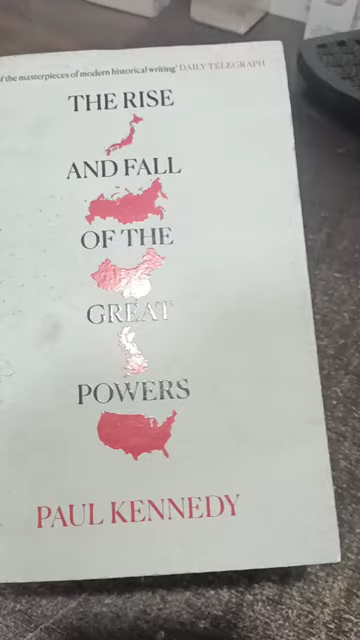 of the masterpieces of modern historical writing' DAILY TELEGRAPH
THE RISE
AND FALL
OF THE
GREAT
POWERS
PAUL KENNEDY